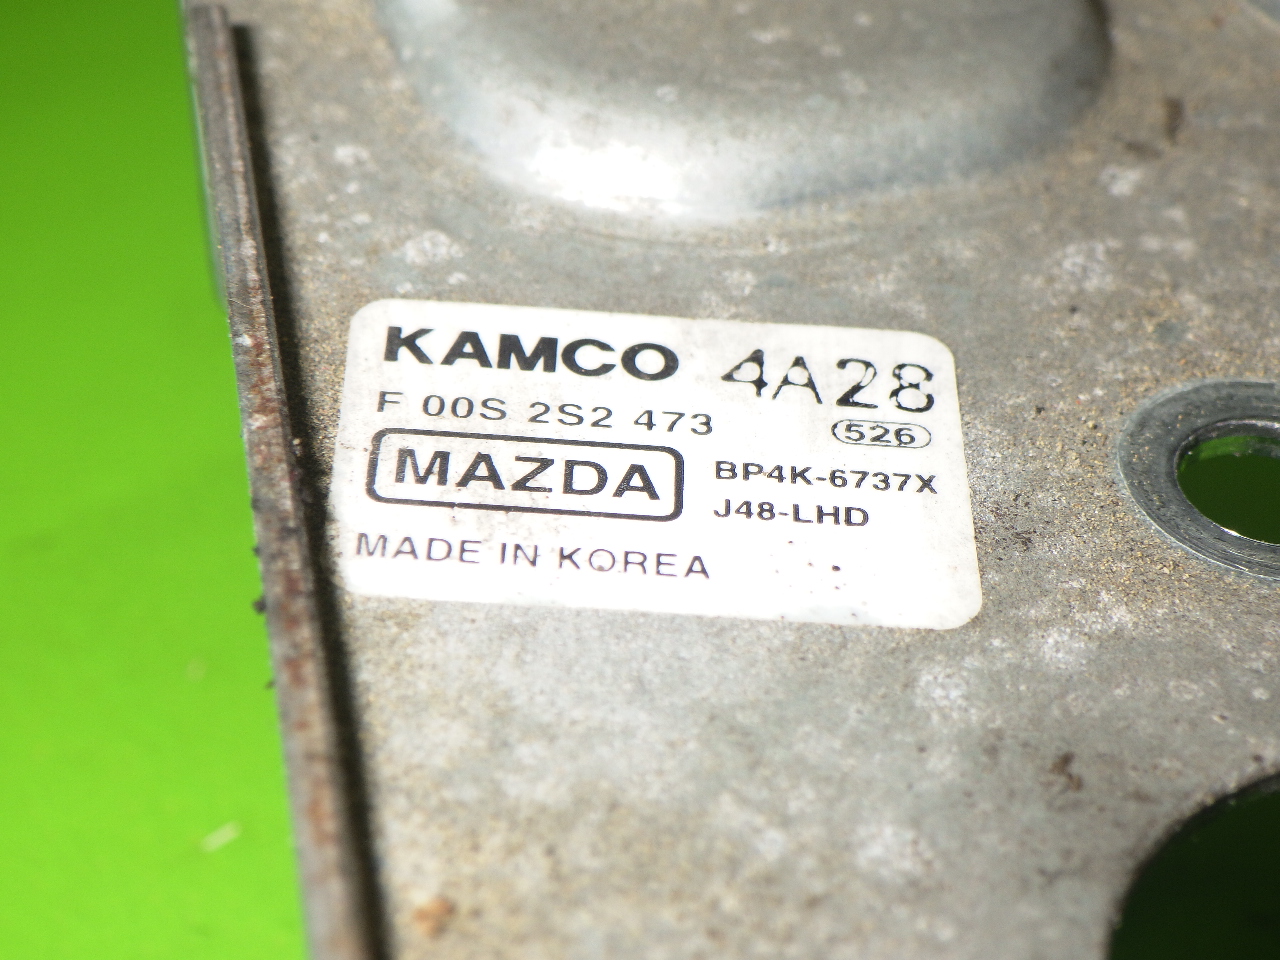 KAMCO 4A28
F 00S 2S2 473
526
MAZDA BP4K-6737X
J48-LHD
MADE IN KOREA